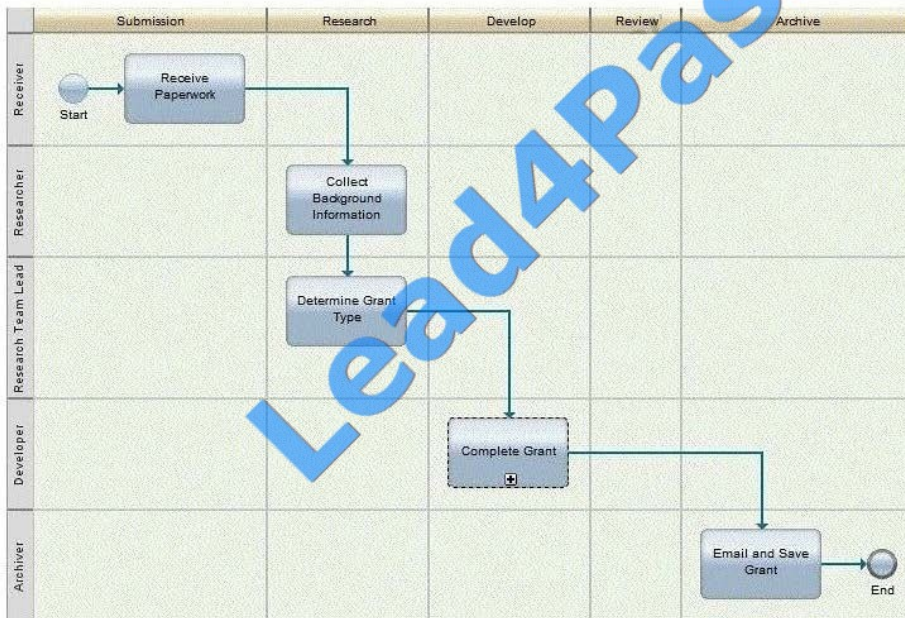 Submission Research Develop Review Archive
Receiver
Start
Receive
Paperwork
Researcher
Collect
Background
Information
Research Team Lead
Determine Grant
Type
Developer
Complete Grant
Archiver
Email and Save
Grant
End
Lead4Pas